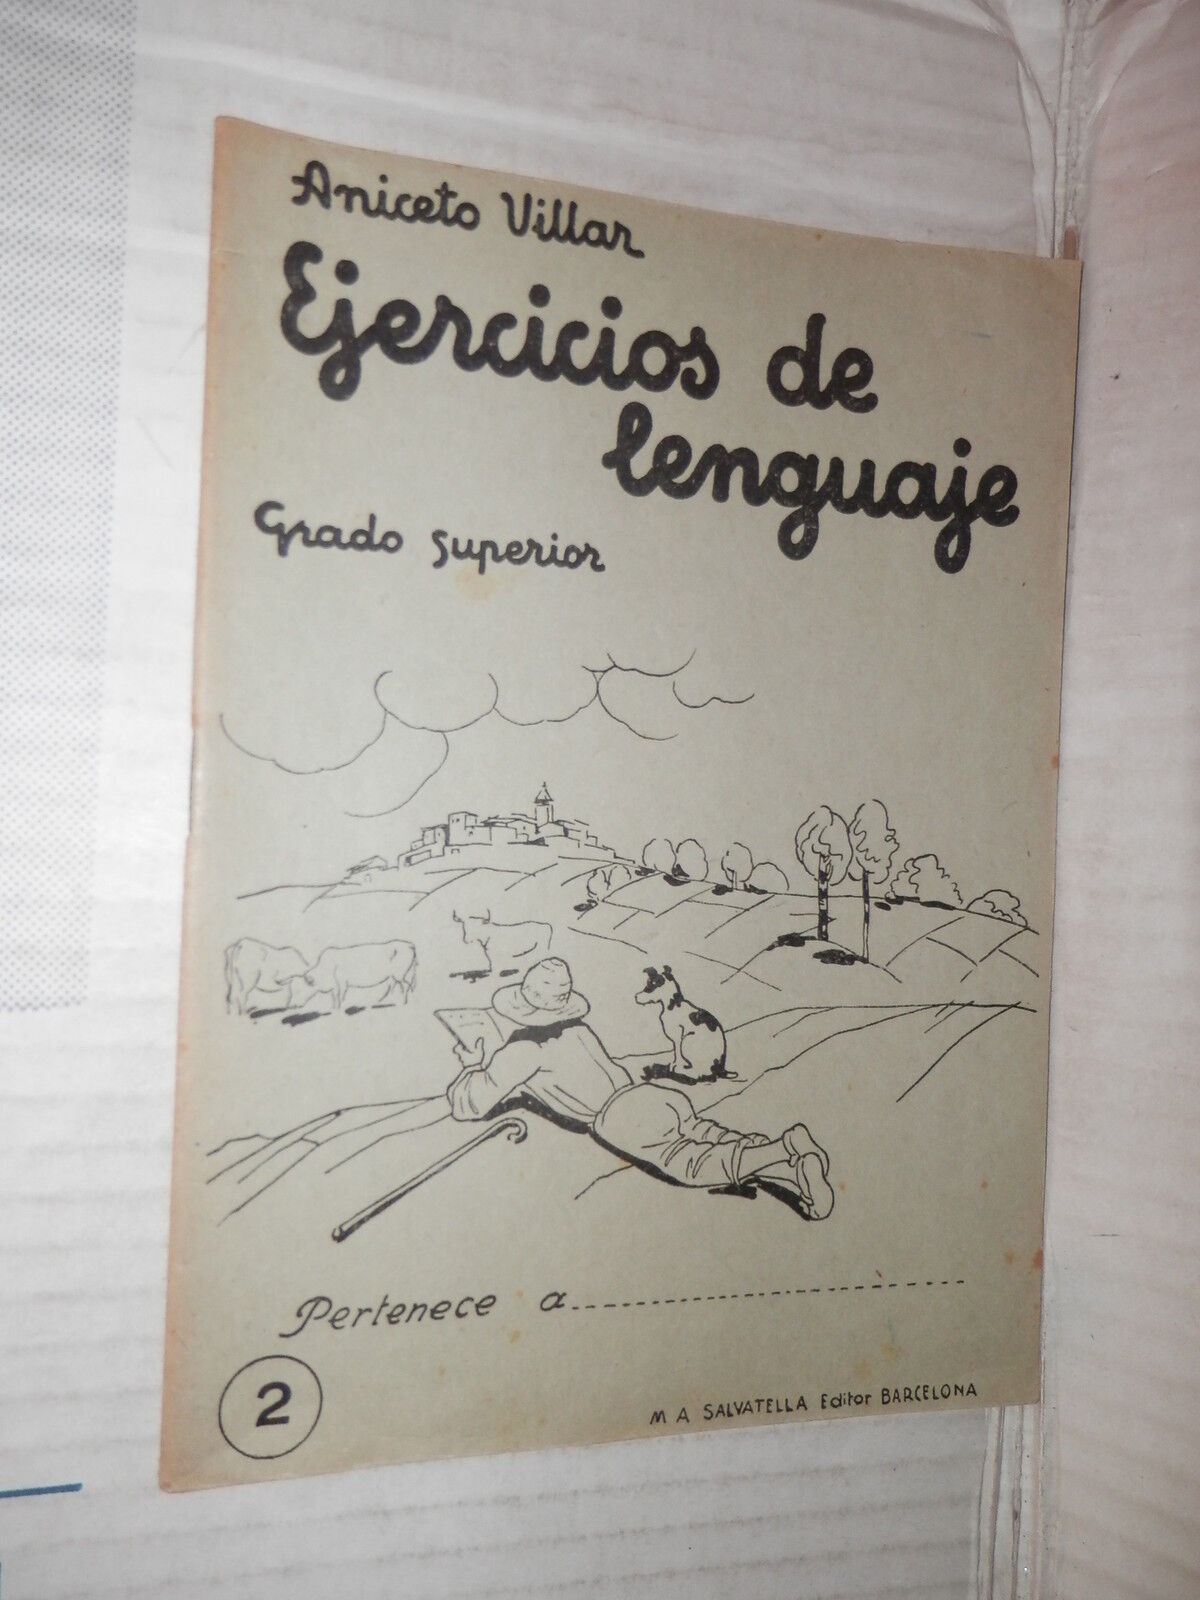 Aniceto Villar
Ejercicios de
lenguaje
Grado superior
Pertenece a
2
M A SALVATELLA Editor BARCELONA